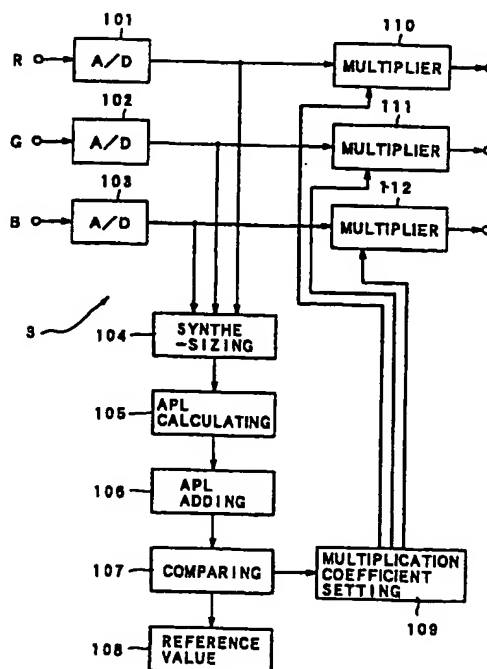 101
110
R
A/D
MULTIPLIER
102
111
G
A/D
MULTIPLIER
103
112
B
A/D
MULTIPLIER
3
104
SYNTHE
-SIZING
105
APL
CALCULATING
106
APL
ADDING
107
COMPARING
MULTIPLICATION
COEFFICIENT
SETTING
109
108
REFERENCE
VALUE